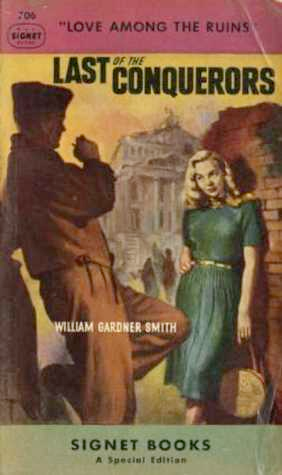 706
"LOVE AMONG THE RUINS"
SIGNET
BOOKS
LAST OF THE
CONQUERORS
WILLIAM GARDNER SMITH
SIGNET BOOKS
A Special Edition